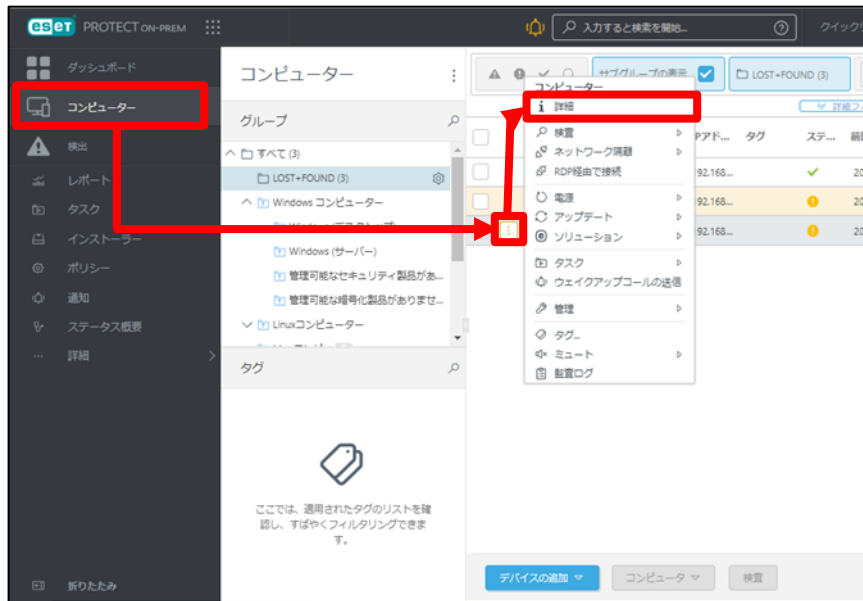 eset PROTECT ON-PREM
入力すると検索を開始...
ダッシュボード
コンピューター
検出
レポート
タスク
インストーラー
ポリシー
通知
ステータス概要
詳細
折りたたみ
コンピューター
グループ
すべて (3)
LOST+FOUND (3)
Windows コンピューター
Windows (サーバー)
管理可能なセキュリティ製品があ...
管理可能な暗号化製品がありませ...
Linuxコンピューター
タグ
ここでは、適用されたタグのリストを確
認し、すばやくフィルタリングできま
す。
サブグループの表示
LOST+FOUND (3)
タグ
ステ...
92.168...
92.168...
92.168...
コンピューター
詳細
検査
ネットワーク隔離
RDP経由で接続
電源
アップデート
ソリューション
タスク
ウェイクアップコールの送信
管理
タグ...
ミュート
監査ログ
デバイスの追加
コンピュータ
検査